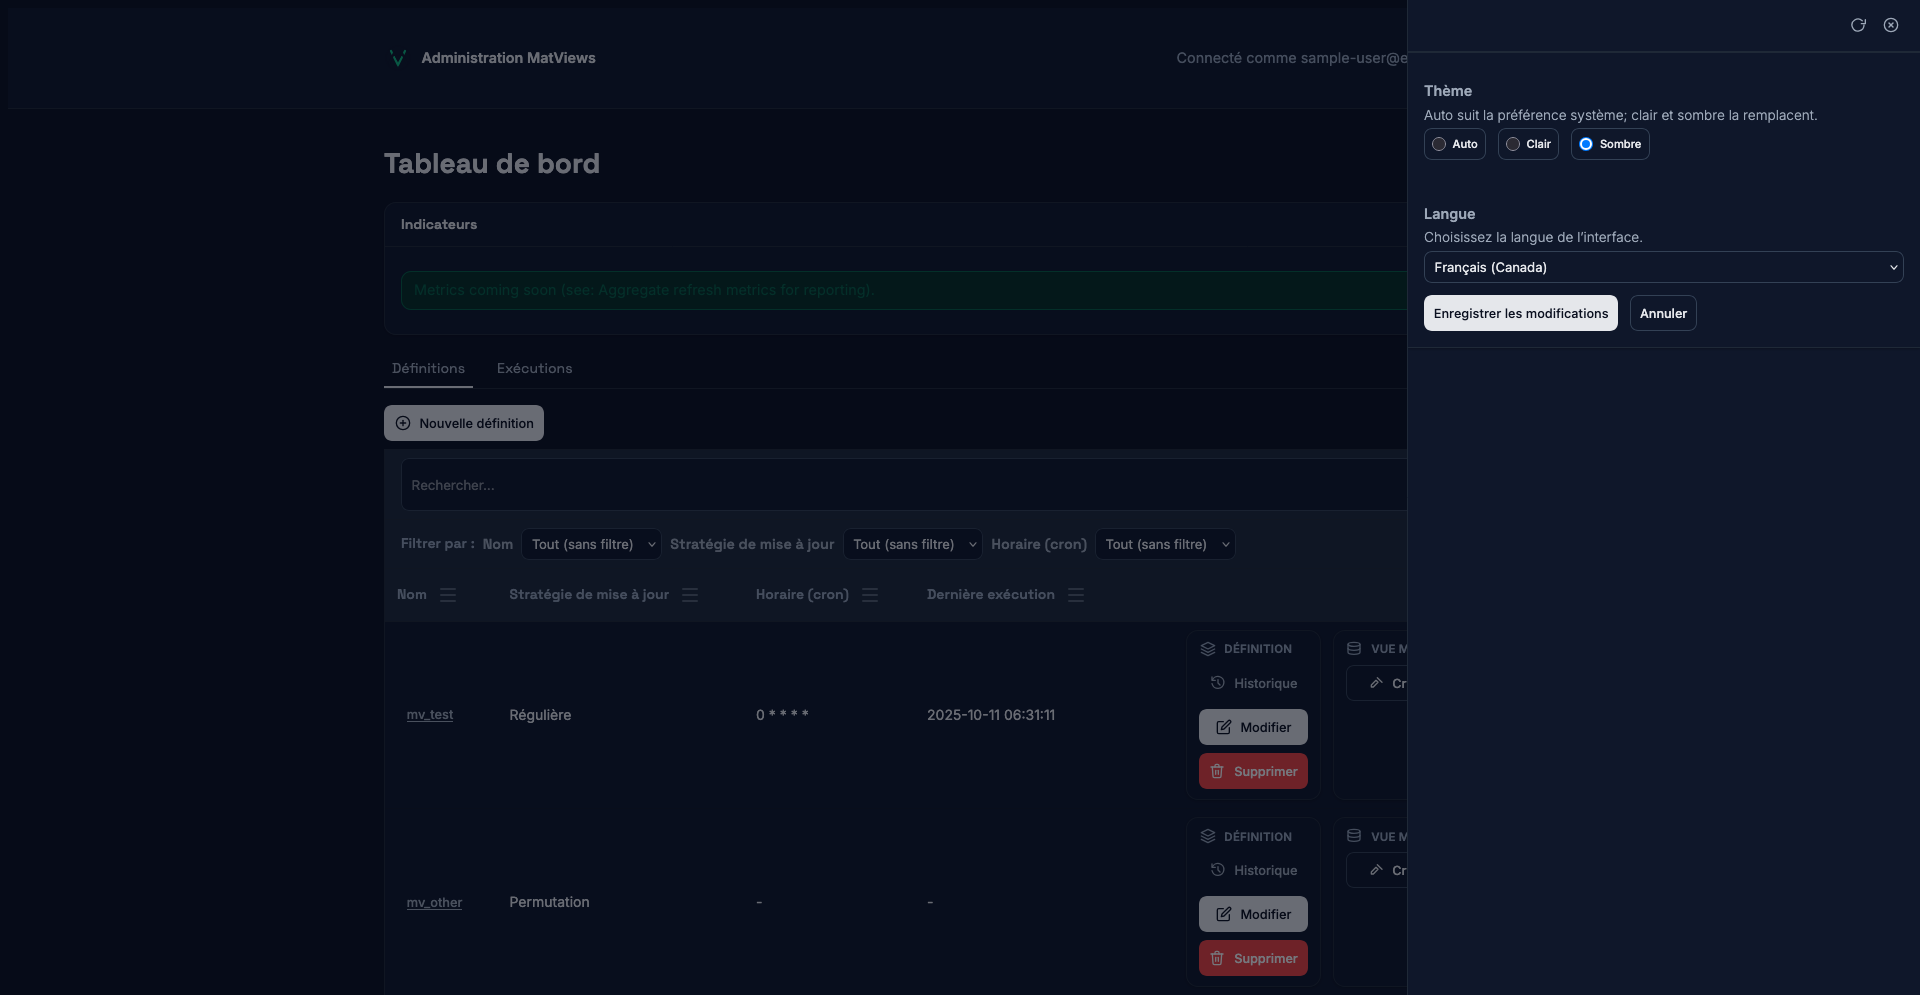 Administration MatViews
Connecté comme sample-user@e
Tableau de bord
Indicateurs
Metrics coming soon (see: Aggregate refresh metrics for reporting).
Définitions
Exécutions
Nouvelle définition
Rechercher...
Filtrer par :
Nom
Tout (sans filtre)
Stratégie de mise à jour
Tout (sans filtre)
Horaire (cron)
Tout (sans filtre)
Nom
Stratégie de mise à jour
Horaire (cron)
Dernière exécution
mv_test
Régulière
0 * * * *
2025-10-11 06:31:11
DÉFINITION
Historique
Modifier
Supprimer
VUE M
Cr
mv_other
Permutation
-
-
DÉFINITION
Historique
Modifier
Supprimer
VUE M
Cr
Thème
Auto suit la préférence système; clair et sombre la remplacent.
Auto
Clair
Sombre
Langue
Choisissez la langue de l’interface.
Français (Canada)
Enregistrer les modifications
Annuler